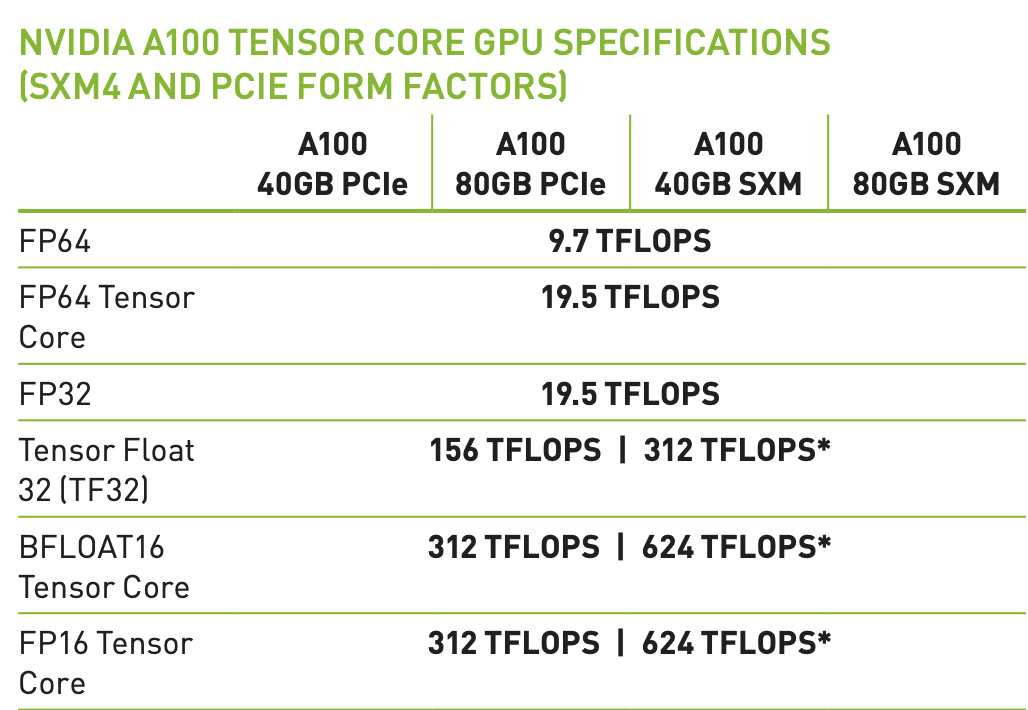 NVIDIA A100 TENSOR CORE GPU SPECIFICATIONS
(SXM4 AND PCIE FORM FACTORS)
A100 A100 A100 A100
40GB PCIe 80GB PCIe 40GB SXM 80GB SXM
FP64 9.7 TFLOPS
FP64 Tensor 19.5 TFLOPS
Core
FP32 19.5 TFLOPS
Tensor Float 156 TFLOPS | 312 TFLOPS*
32 (TF32)
BFLOAT16 312 TFLOPS | 624 TFLOPS*
Tensor Core
FP16 Tensor 312 TFLOPS | 624 TFLOPS*
Core